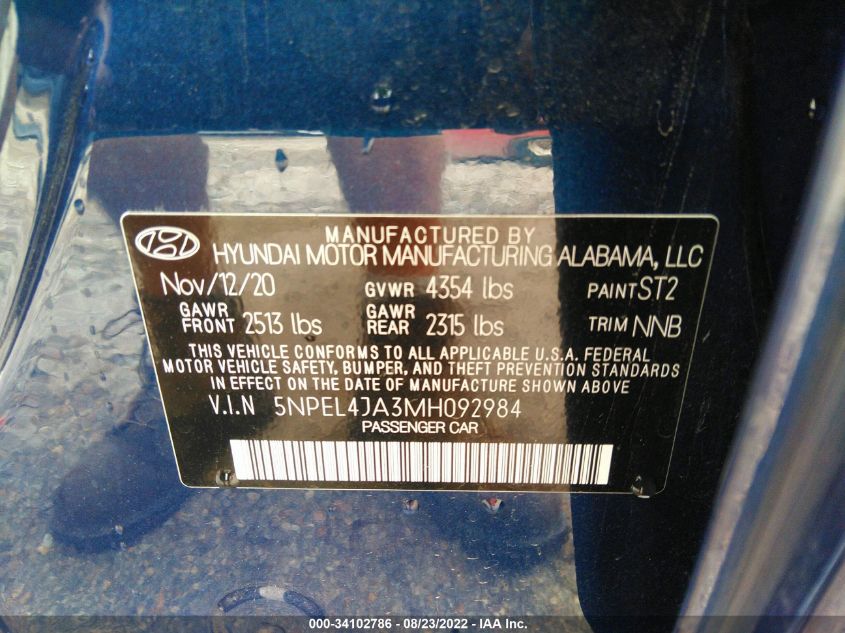 MANUFACTURED BY
HYUNDAI MOTOR MANUFACTURING ALABAMA, LLC
Nov/12/20 GVWR 4354 lbs PAINT ST2
GAWR FRONT 2513 lbs GAWR REAR 2315 lbs TRIM NNB
THIS VEHICLE CONFORMS TO ALL APPLICABLE U.S.A. FEDERAL
MOTOR VEHICLE SAFETY, BUMPER, AND THEFT PREVENTION STANDARDS
IN EFFECT ON THE DATE OF MANUFACTURE SHOWN ABOVE
V.I.N 5NPEL4JA3MH092984
PASSENGER CAR
000-34102786 - 08/23/2022 - IAA Inc.